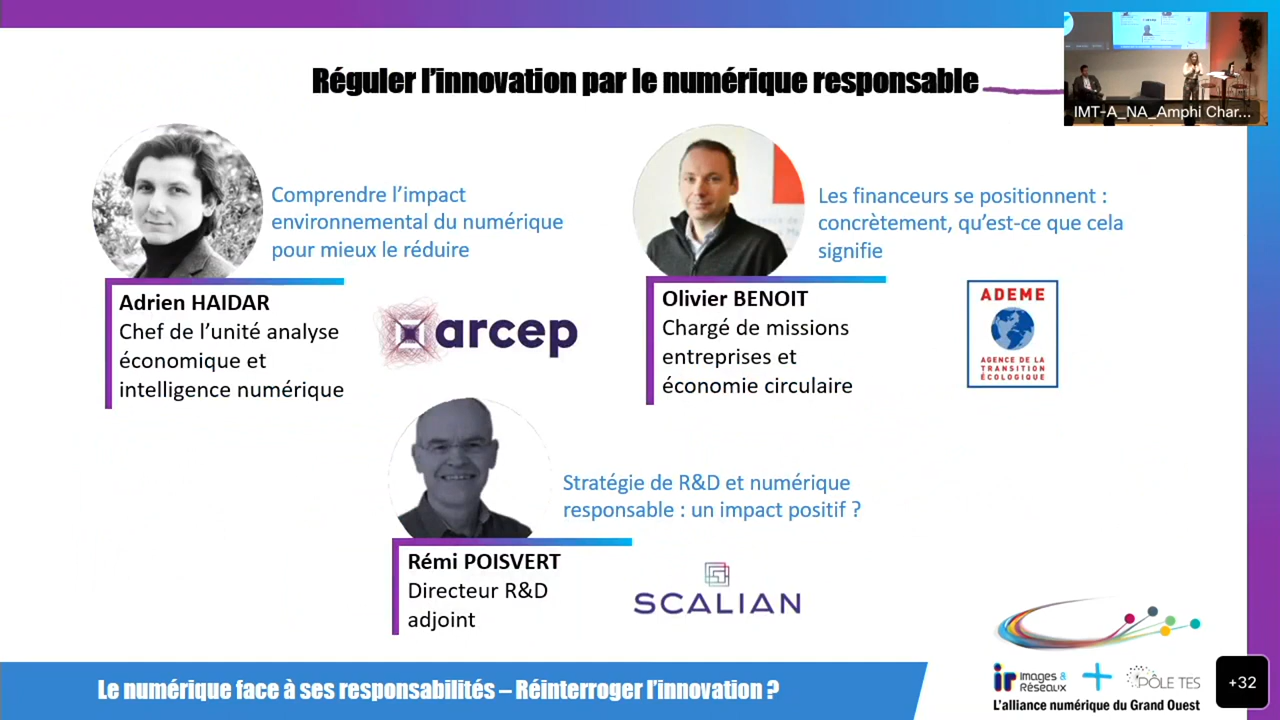 Réguler l’innovation par le numérique responsable
IMT-A_NA_Amphi Char...
Comprendre l’impact
environnemental du numérique
pour mieux le réduire
Adrien HAIDAR
Chef de l’unité analyse
économique et
intelligence numérique
arcep
Les financeurs se positionnent :
concrètement, qu’est-ce que cela
signifie
Olivier BENOIT
Chargé de missions
entreprises et
économie circulaire
ADEME
AGENCE DE LA
TRANSITION
ÉCOLOGIQUE
Stratégie de R&D et numérique
responsable : un impact positif ?
Rémi POISVERT
Directeur R&D
adjoint
SCALIAN
Le numérique face à ses responsabilités – Réinterroger l’innovation ?
ir Images &
Réseaux
PÔLE TES
L’alliance numérique du Grand Ouest
+32